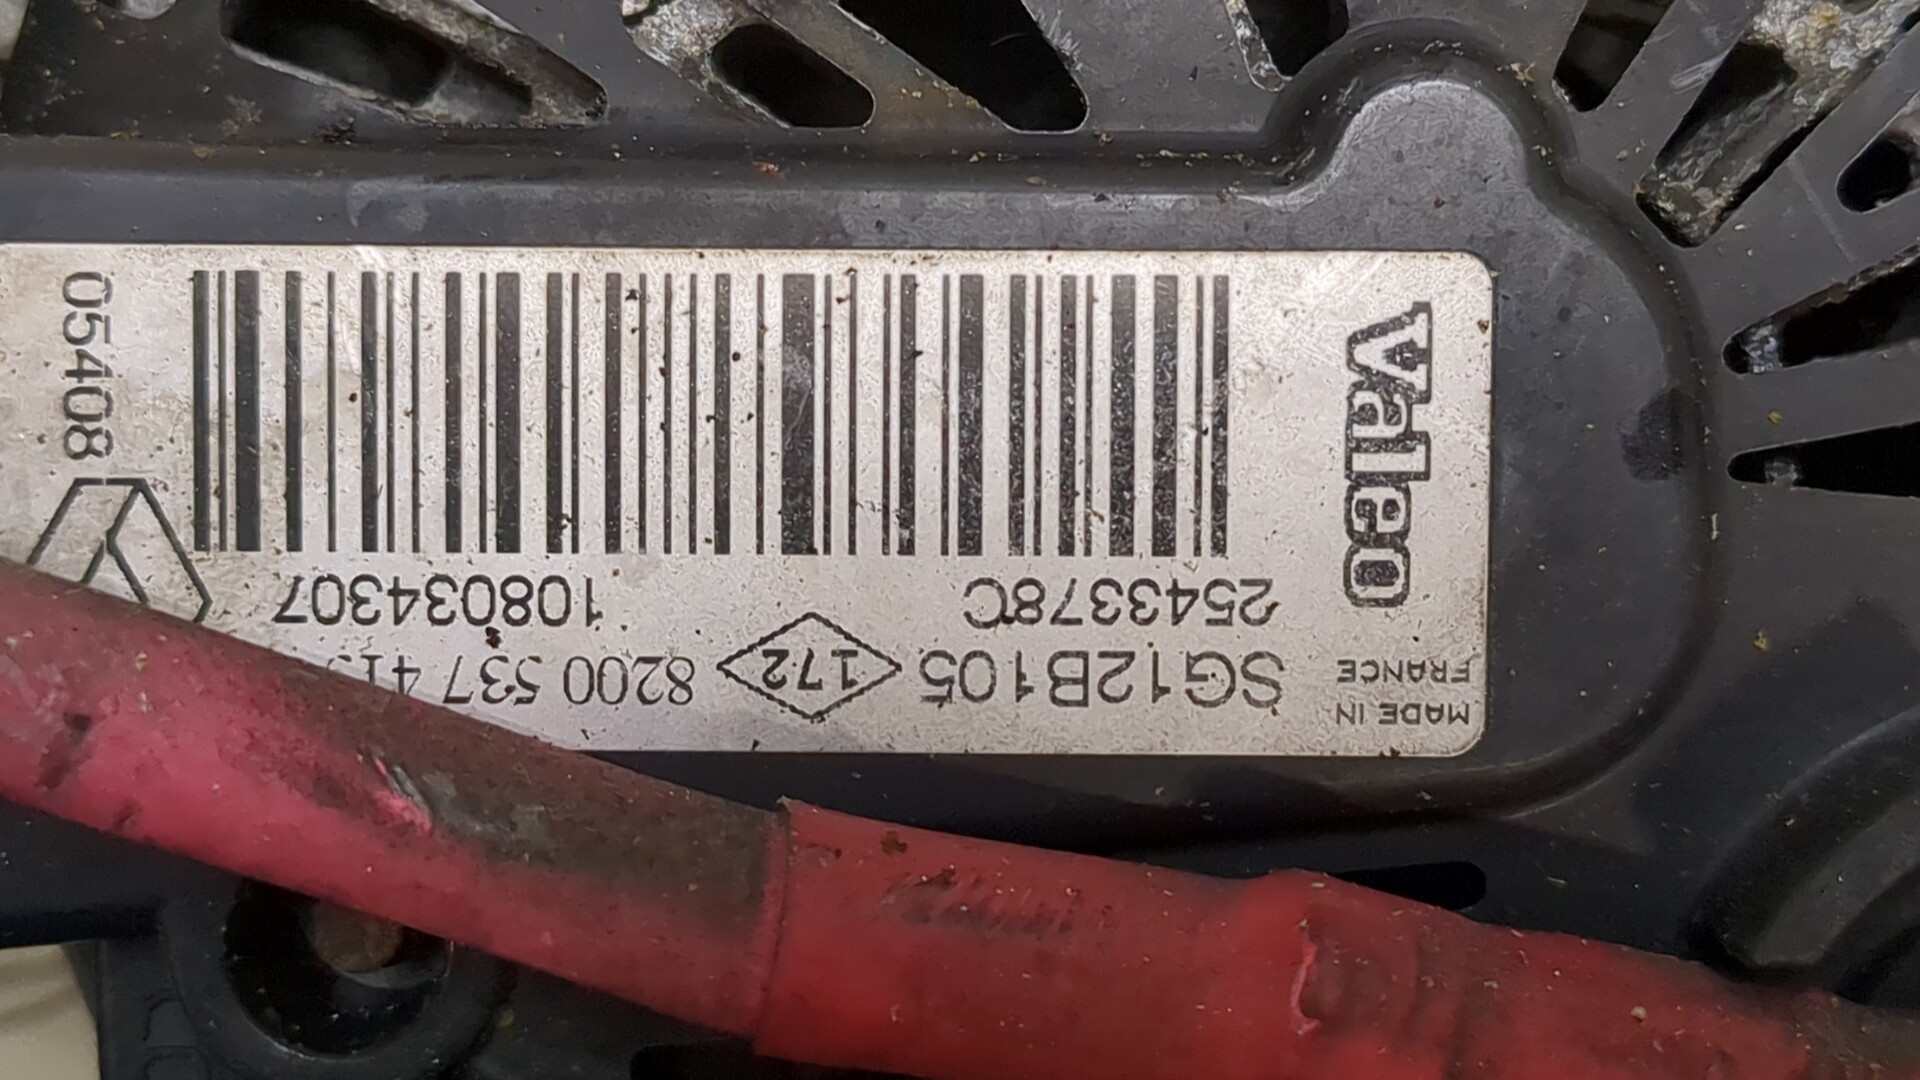 MADE IN
FRANCE
SG12B105 172 8200 537
2543378C 108034307
Valeo
05408